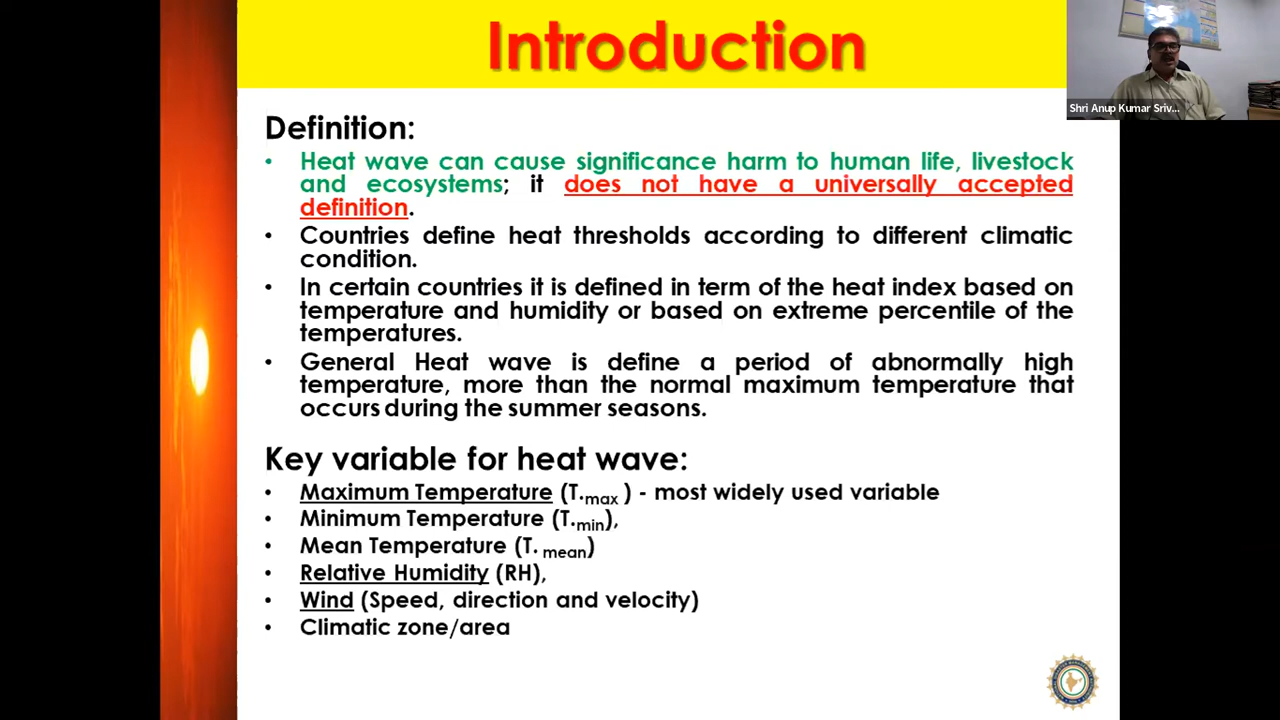 Introduction
Shri Anup Kumar Sriv...
Definition:
• Heat wave can cause significance harm to human life, livestock
and ecosystems; it does not have a universally accepted
definition.
• Countries define heat thresholds according to different climatic
condition.
• In certain countries it is defined in term of the heat index based on
temperature and humidity or based on extreme percentile of the
temperatures.
• General Heat wave is define a period of abnormally high
temperature, more than the normal maximum temperature that
occurs during the summer seasons.
Key variable for heat wave:
• Maximum Temperature (T.max ) - most widely used variable
• Minimum Temperature (T.min),
• Mean Temperature (T. mean)
• Relative Humidity (RH),
• Wind (Speed, direction and velocity)
• Climatic zone/area